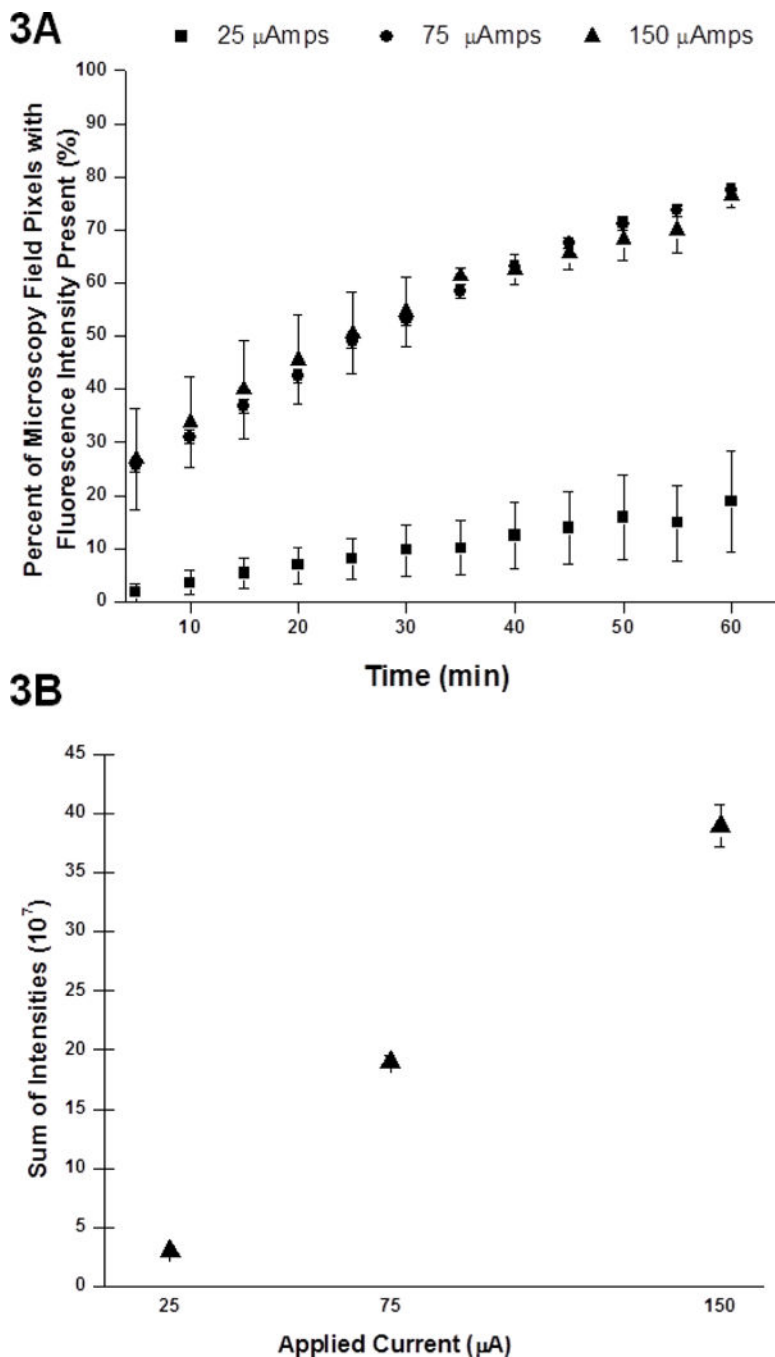 3A
25 μAmps 75 μAmps 150 μAmps
Percent of Microscopy Field Pixels with
Fluorescence Intensity Present (%)
100
90
80
70
60
50
40
30
20
10
0
10 20 30 40 50 60
Time (min)
3B
Sum of Intensities (10⁷)
45
40
35
30
25
20
15
10
5
0
25 75 150
Applied Current (μA)